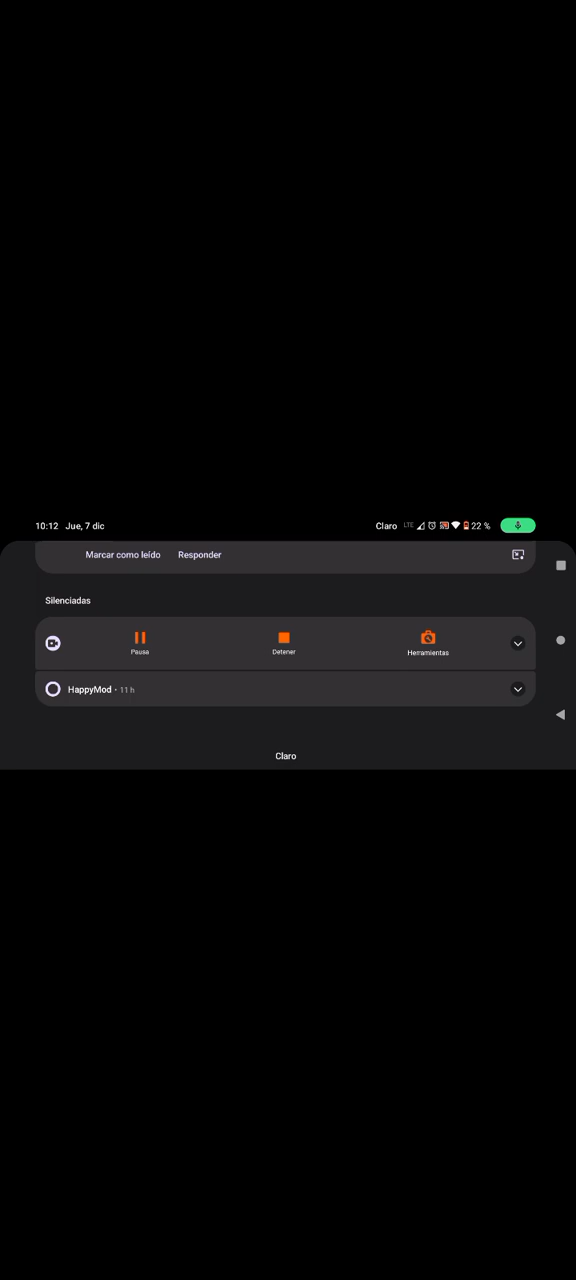 10:12 Jue, 7 dic Claro LTE 22 %
Marcar como leído Responder
Silenciadas
Pausa Detener Herramientas
HappyMod • 11 h
Claro